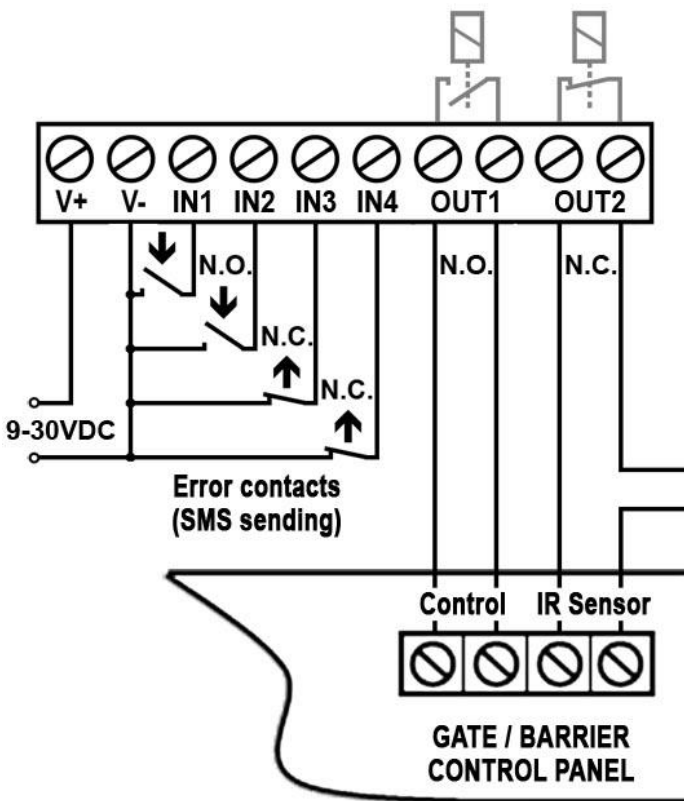 V+ V- IN1 IN2 IN3 IN4 OUT1 OUT2
N.O. N.O. N.C.
N.C.
N.C.
9-30VDC
Error contacts
(SMS sending)
Control IR Sensor
GATE / BARRIER
CONTROL PANEL